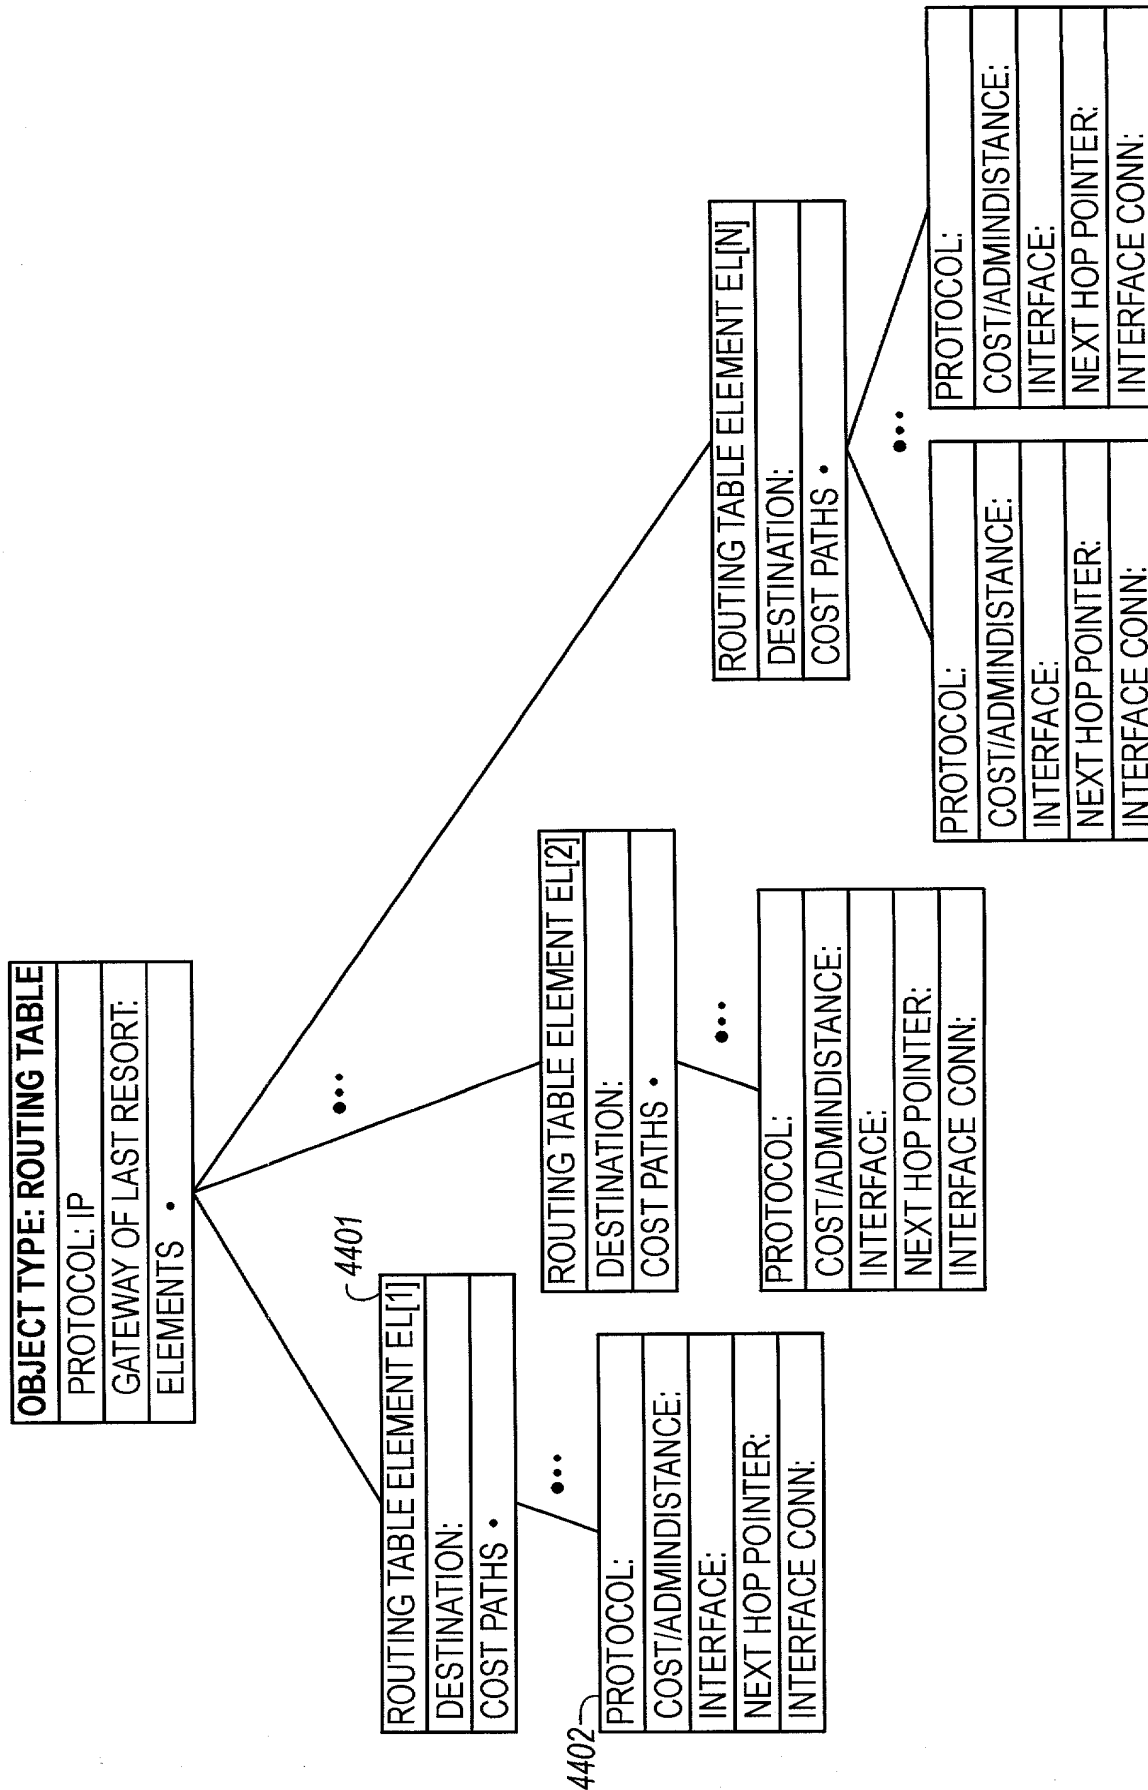 OBJECT TYPE: ROUTING TABLE
PROTOCOL: IP
GATEWAY OF LAST RESORT:
ELEMENTS •
•••
4401
ROUTING TABLE ELEMENT EL[1]
DESTINATION:
COST PATHS •
•••
4402
PROTOCOL:
COST/ADMINDISTANCE:
INTERFACE:
NEXT HOP POINTER:
INTERFACE CONN:
ROUTING TABLE ELEMENT EL[2]
DESTINATION:
COST PATHS •
•••
PROTOCOL:
COST/ADMINDISTANCE:
INTERFACE:
NEXT HOP POINTER:
INTERFACE CONN:
ROUTING TABLE ELEMENT EL[N]
DESTINATION:
COST PATHS •
•••
PROTOCOL:
COST/ADMINDISTANCE:
INTERFACE:
NEXT HOP POINTER:
INTERFACE CONN:
PROTOCOL:
COST/ADMINDISTANCE:
INTERFACE:
NEXT HOP POINTER:
INTERFACE CONN: